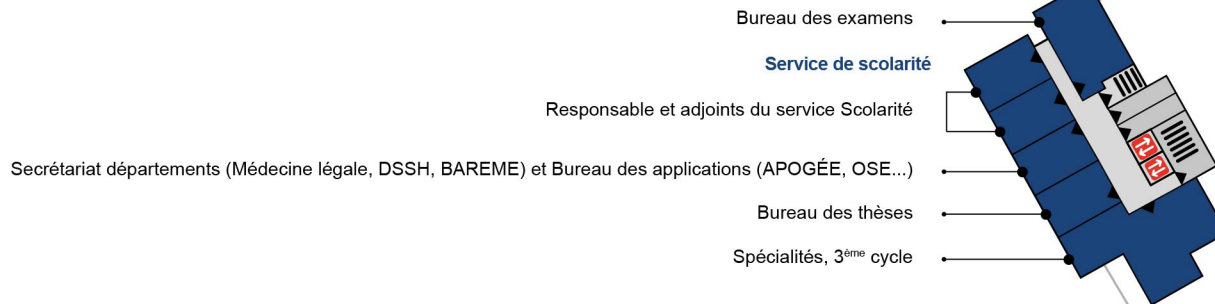 Bureau des examens
Service de scolarité
Responsable et adjoints du service Scolarité
Secrétariat départements (Médecine légale, DSSH, BAREME) et Bureau des applications (APOGÉE, OSE...)
Bureau des thèses
Spécialités, 3ème cycle